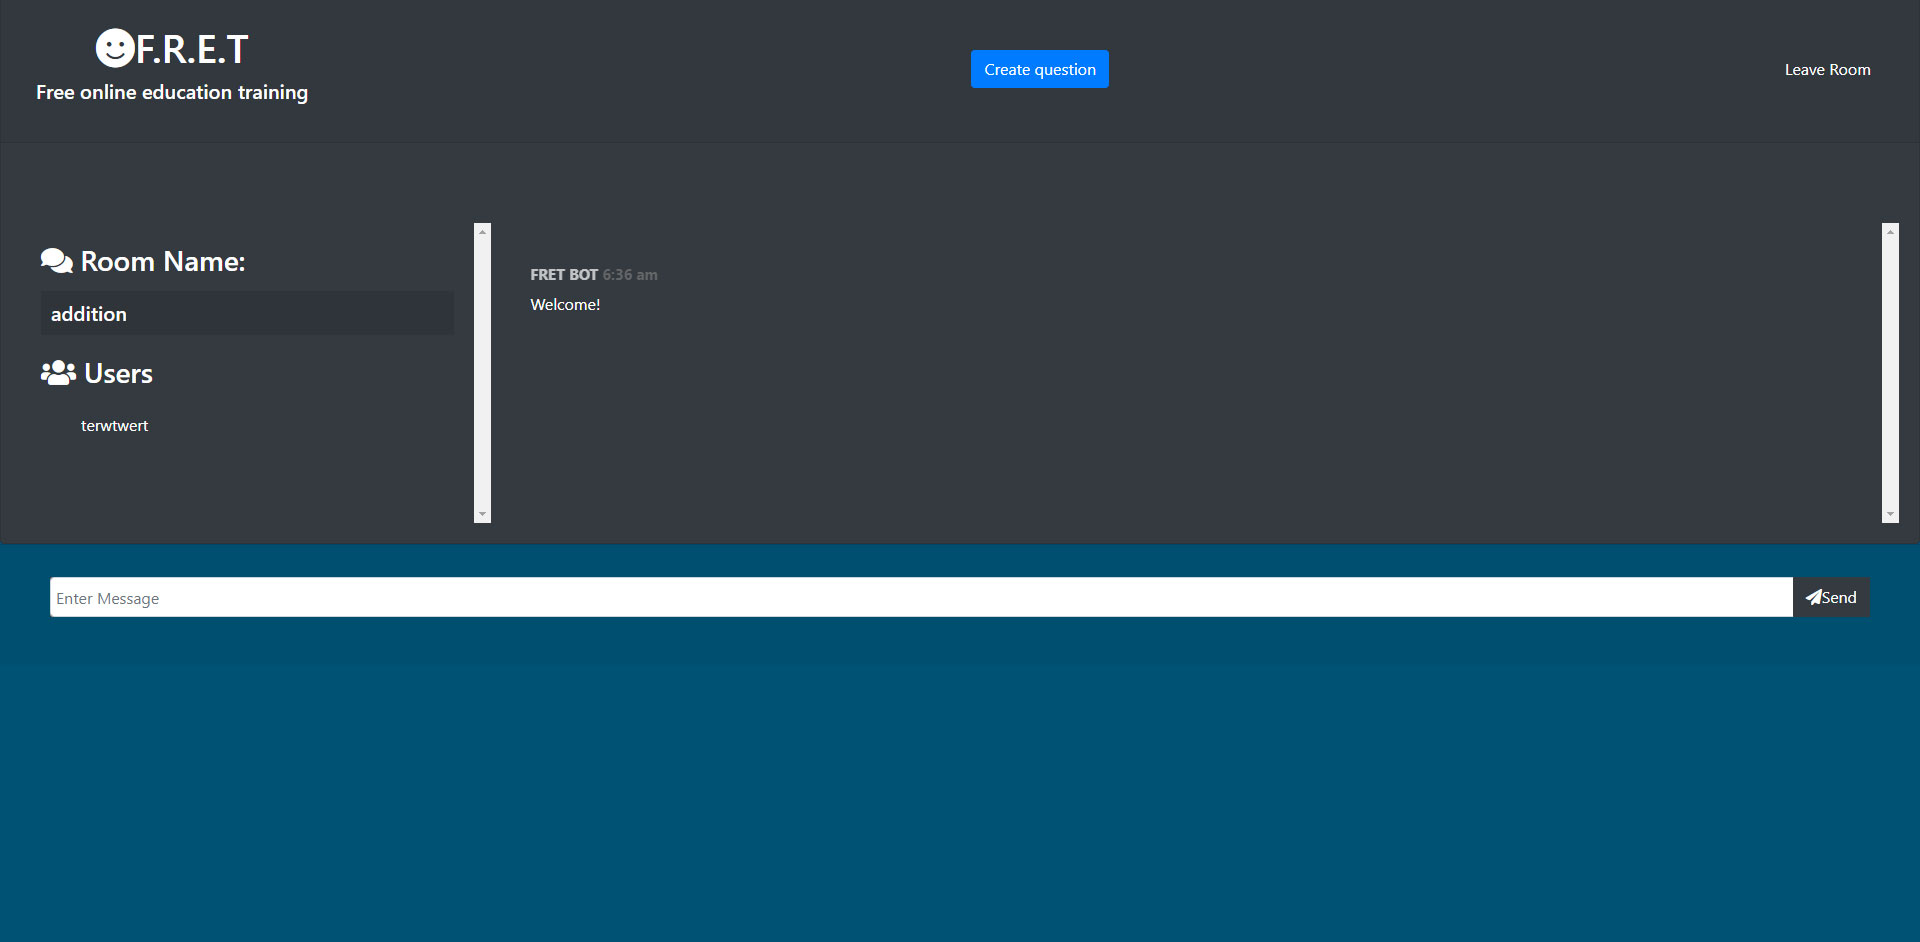 F.R.E.T
Free online education training
Create question
Leave Room
Room Name:
addition
Users
terwtwert
FRET BOT 6:36 am
Welcome!
Enter Message
Send